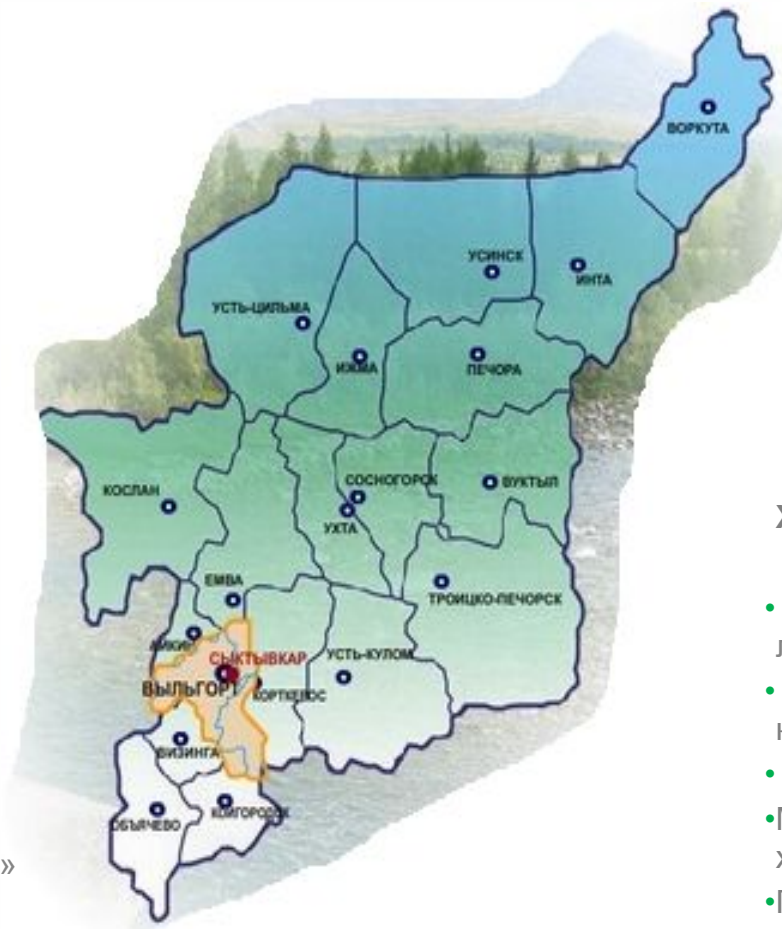 ВОРКУТА
УСИНСК
ИНТА
УСТЬ-ЦИЛЬМА
ИЖМА
ПЕЧОРА
СОСНОГОРСК
ВУКТЫЛ
КОСЛАН
УХТА
ЕМВА
ТРОИЦКО-ПЕЧОРСК
АЙКИНО
СЫКТЫВКАР
УСТЬ-КУЛОМ
ВЫЛЬГОРТ
КОРТКЕРОС
ВИЗИНГА
ОБЪЯЧЕВО
КОЙГОРОДОК
»